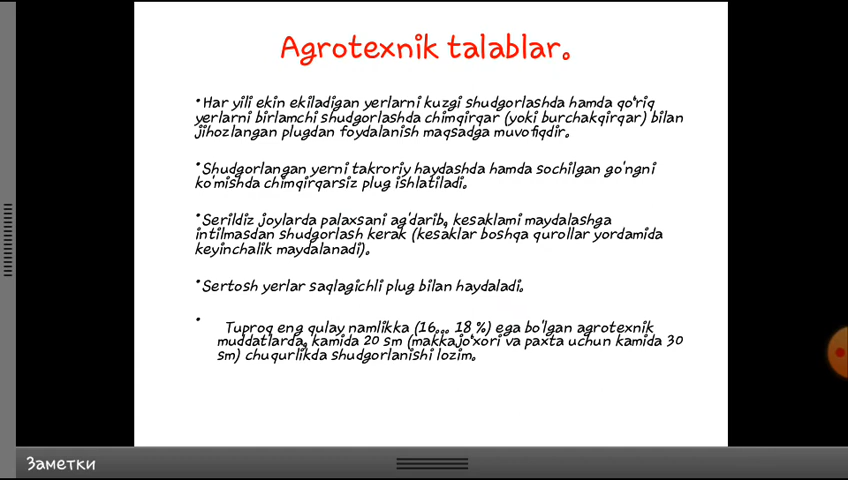 Agrotexnik talablar.
• Har yili ekin ekiladigan yerlarni kuzgi shudgorlashda hamda qo'riq
yerlarni birlamchi shudgorlashda chimqirqar (yoki burchakqirqar) bilan
jihozlangan plugdan foydalanish maqsadga muvofiqdir.
• Shudgorlangan yerni takroriy haydashda hamda sochilgan go'ngni
ko'mishda chimqirqarsiz plug ishlatiladi.
• Serildiz joylarda palaxsani ag'darib, kesaklami maydalashga
intilmasdan shudgorlash kerak (kesaklar boshqa qurollar yordamida
keyinchalik maydalanadi).
• Sertosh yerlar saqlagichli plug bilan haydaladi.
• Tuproq eng qulay namlikka (16... 18 %) ega bo'lgan agrotexnik
muddatlarda, kamida 20 sm (makkajo'xori va paxta uchun kamida 30
sm) chuqurlikda shudgorlanishi lozim.
Заметки